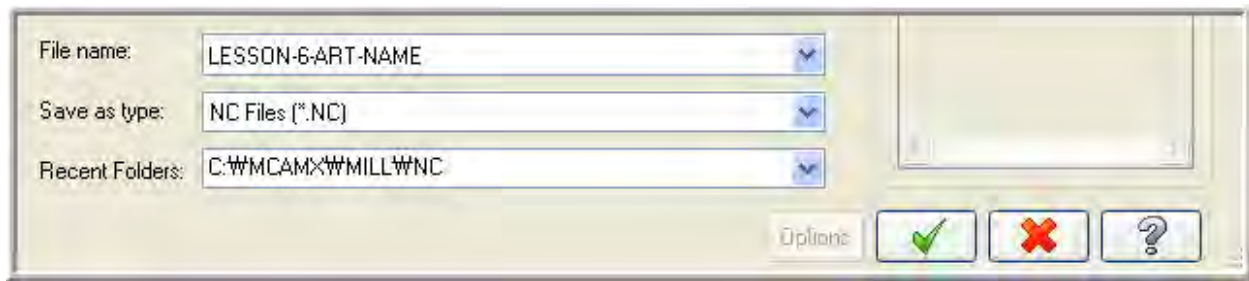 File name: LESSON-6-ART-NAME
Save as type: NC Files (*.NC)
Recent Folders: C:₩MCAMX₩MILL₩NC
Options